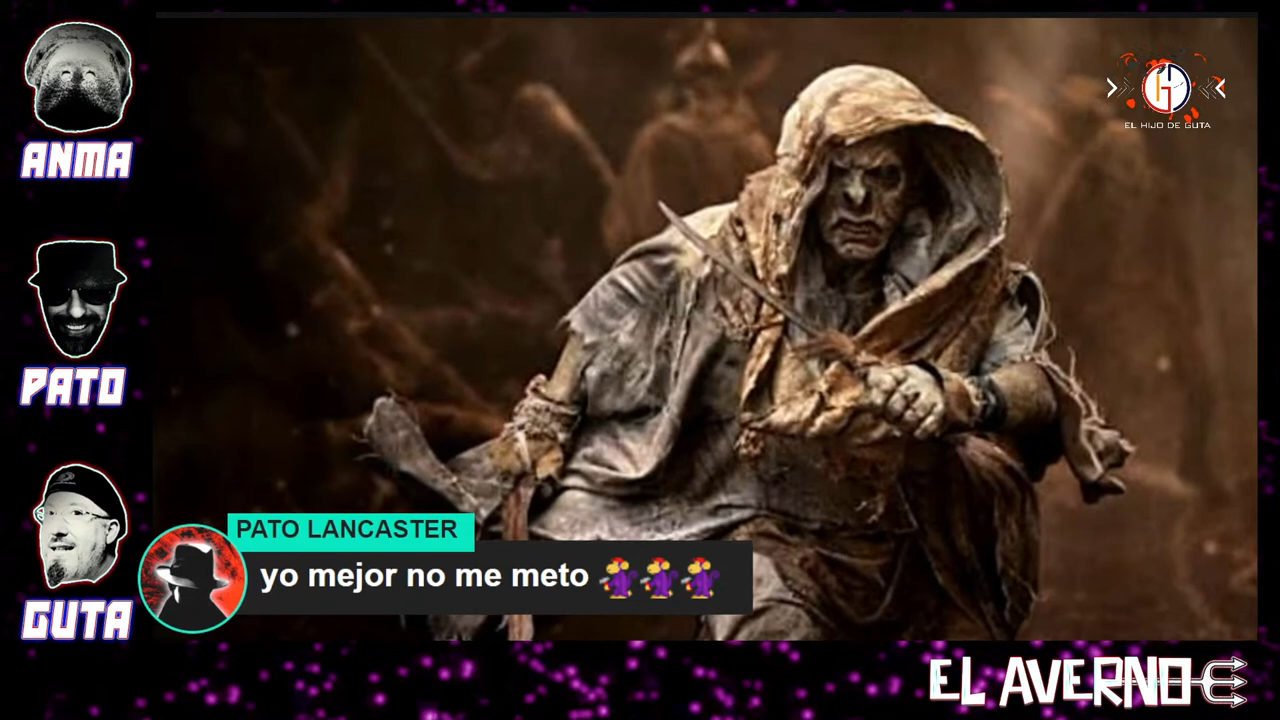 ANMA
PATO
GUTA
EL HIJO DE GUTA
PATO LANCASTER
yo mejor no me meto
EL AVERNO